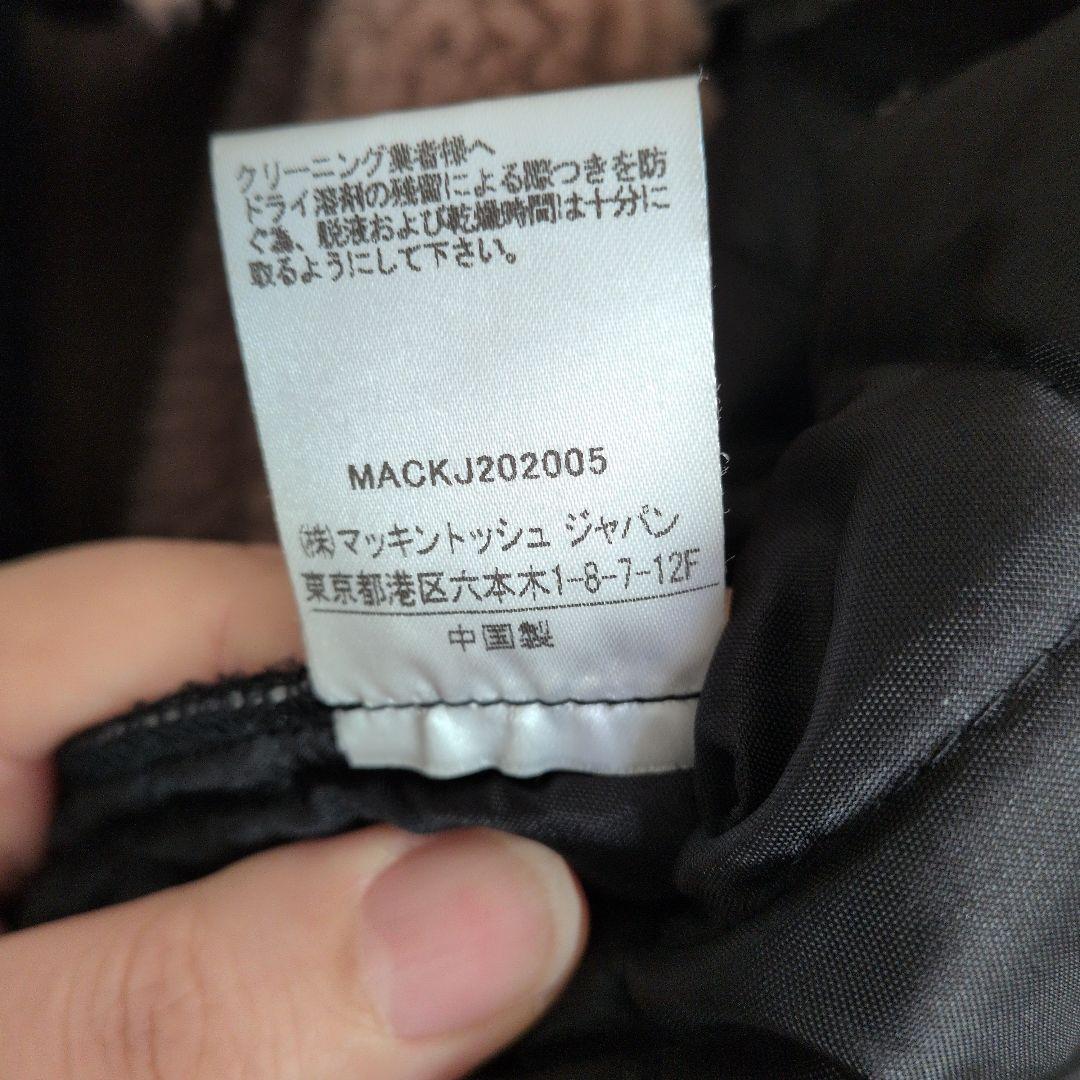 クリーニング業者様へ
ドライ溶剤の残留による際つきを防
ぐ為、脱液および乾燥時間は十分に
取るようにして下さい。
MACKJ202005
(株)マッキントッシュ ジャパン
東京都港区六本木1-8-7-12F
中国製